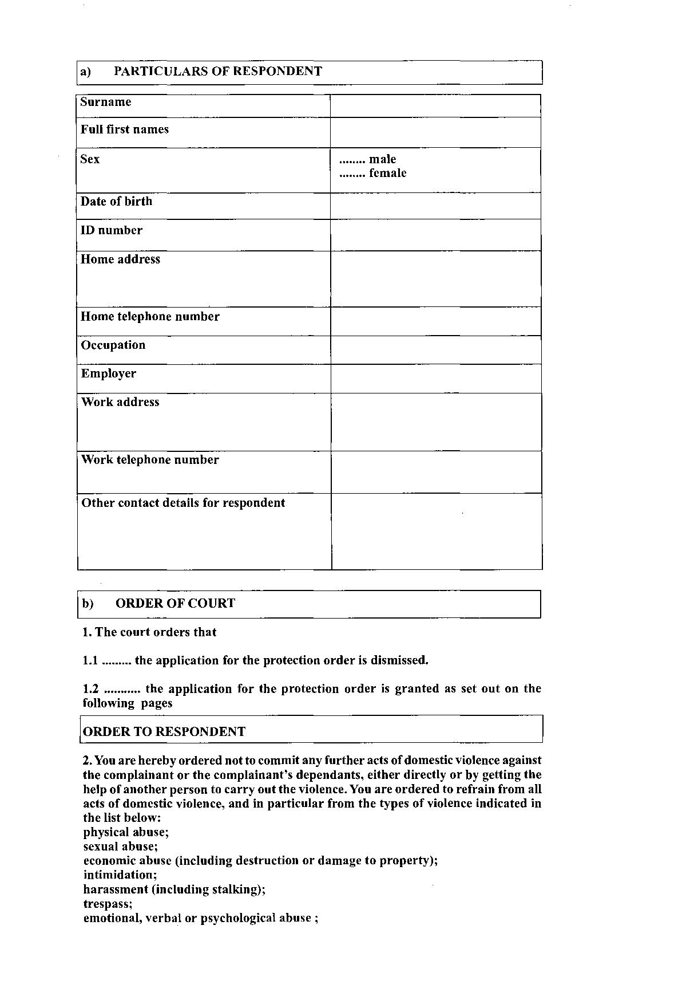 a) PARTICULARS OF RESPONDENT
Surname
Full first names
Sex ........ male
........ female
Date of birth
ID number
Home address
Home telephone number
Occupation
Employer
Work address
Work telephone number
Other contact details for respondent
b) ORDER OF COURT
1. The court orders that
1.1 ......... the application for the protection order is dismissed.
1.2 ........... the application for the protection order is granted as set out on the
following pages
ORDER TO RESPONDENT
2. You are hereby ordered not to commit any further acts of domestic violence against
the complainant or the complainant's dependants, either directly or by getting the
help of another person to carry out the violence. You are ordered to refrain from all
acts of domestic violence, and in particular from the types of violence indicated in
the list below:
physical abuse;
sexual abuse;
economic abuse (including destruction or damage to property);
intimidation;
harassment (including stalking);
trespass;
emotional, verbal or psychological abuse ;